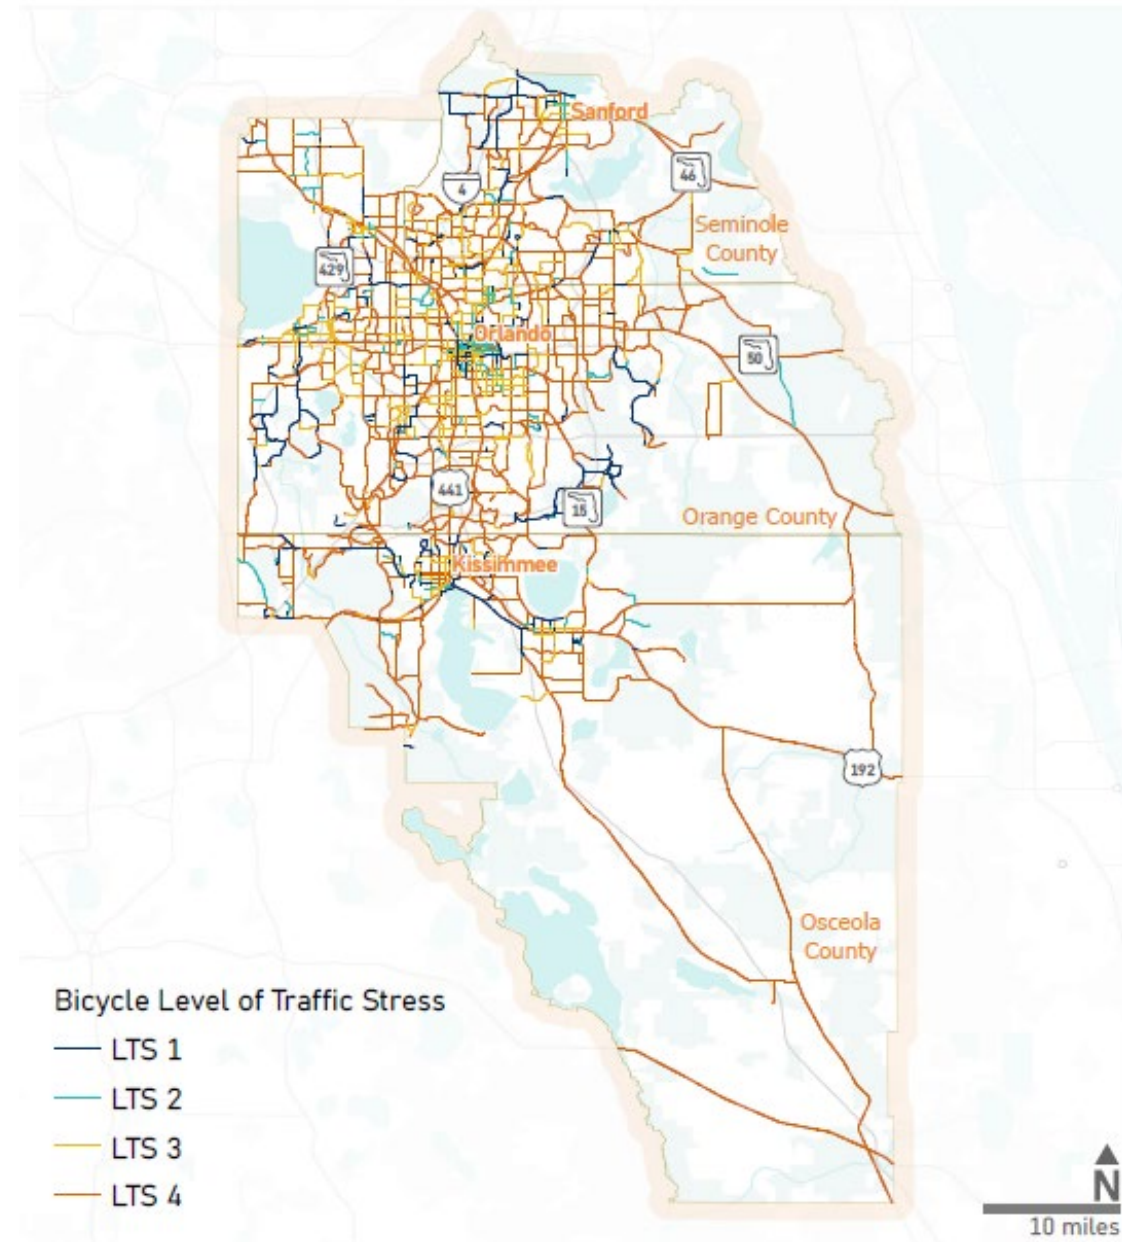 Sanford
46
4
Seminole
County
429
Orlando
50
441
15
Orange County
Kissimmee
192
Osceola
County
Bicycle Level of Traffic Stress
LTS 1
LTS 2
LTS 3
LTS 4
N
10 miles